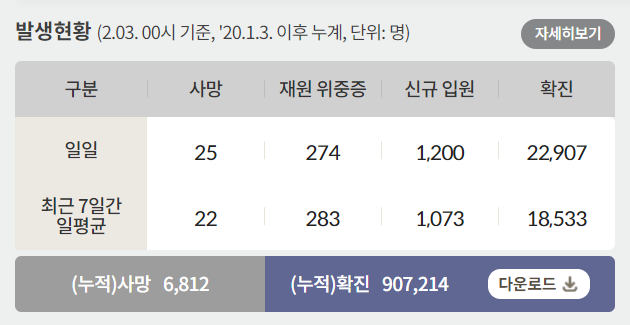 발생현황 (2.03. 00시 기준, '20.1.3. 이후 누계, 단위: 명) 자세히보기
구분 사망 재원 위중증 신규 입원 확진
일일 25 274 1,200 22,907
최근 7일간
일평균 22 283 1,073 18,533
(누적)사망 6,812 (누적)확진 907,214 다운로드